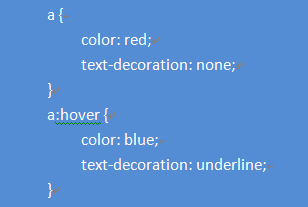 a {
color: red;
text-decoration: none;
}
a:hover {
color: blue;
text-decoration: underline;
}